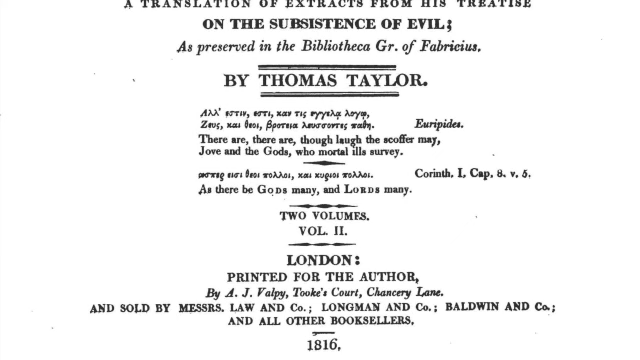 A TRANSLATION OF EXTRACTS FROM HIS TREATISE
ON THE SUBSISTENCE OF EVIL;
As preserved in the Bibliotheca Gr. of Fabricius.
BY THOMAS TAYLOR.
Αλλ' εστιν, εστι, καν τις εγγελᾳ λογῳ,
Ζευς, και θεοι, βροτεια λευσσοντες παθη. Euripides.
There are, there are, though laugh the scoffer may,
Jove and the Gods, who mortal ills survey.
ωσπερ εισι θεοι πολλοι, και κυριοι πολλοι. Corinth, I, Cap, 8. v. 5.
As there be GODS many, and LORDS many.
TWO VOLUMES.
VOL. II.
LONDON:
PRINTED FOR THE AUTHOR,
By A. J. Valpy, Tooke's Court, Chancery Lane.
AND SOLD BY MESSRS. LAW AND Co.; LONGMAN AND Co.; BALDWIN AND Co.;
AND ALL OTHER BOOKSELLERS.
1816.